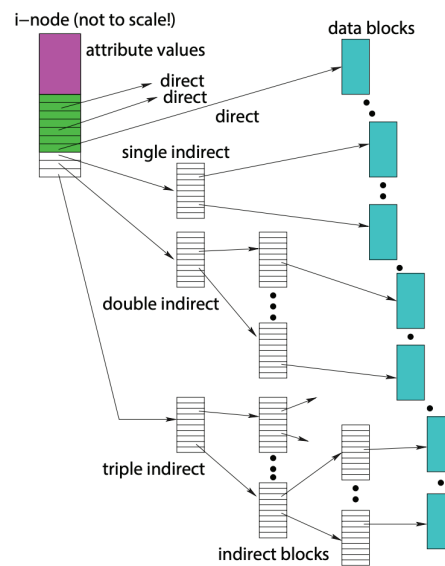 i-node (not to scale!)
attribute values
data blocks
direct
direct
direct
single indirect
double indirect
triple indirect
indirect blocks